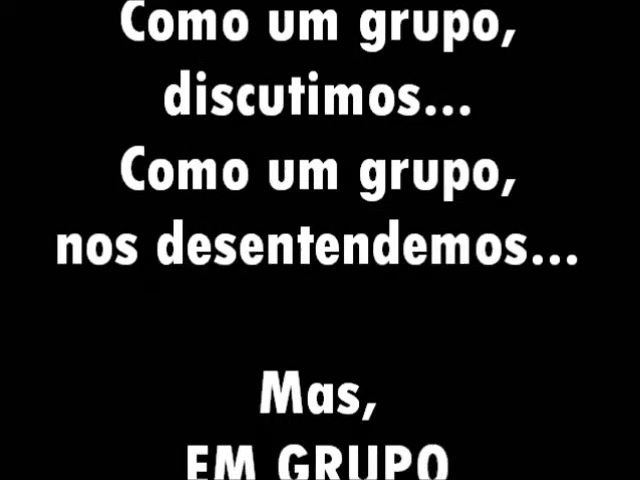 Como um grupo,
discutimos...
Como um grupo,
nos desentendemos...
Mas,
EM GRUPO